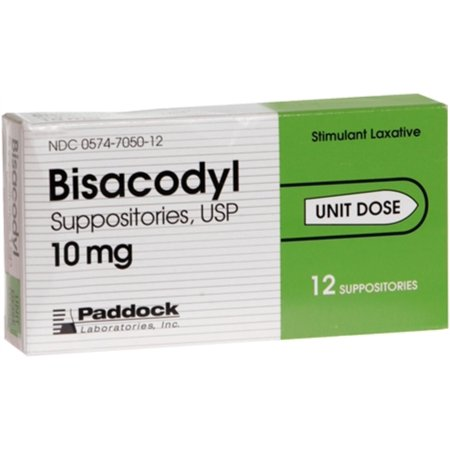 NDC 0574-7050-12
Bisacodyl
Suppositories, USP
10 mg
Paddock
Laboratories, Inc.
Stimulant Laxative
UNIT DOSE
12 SUPPOSITORIES
Bisacodyl